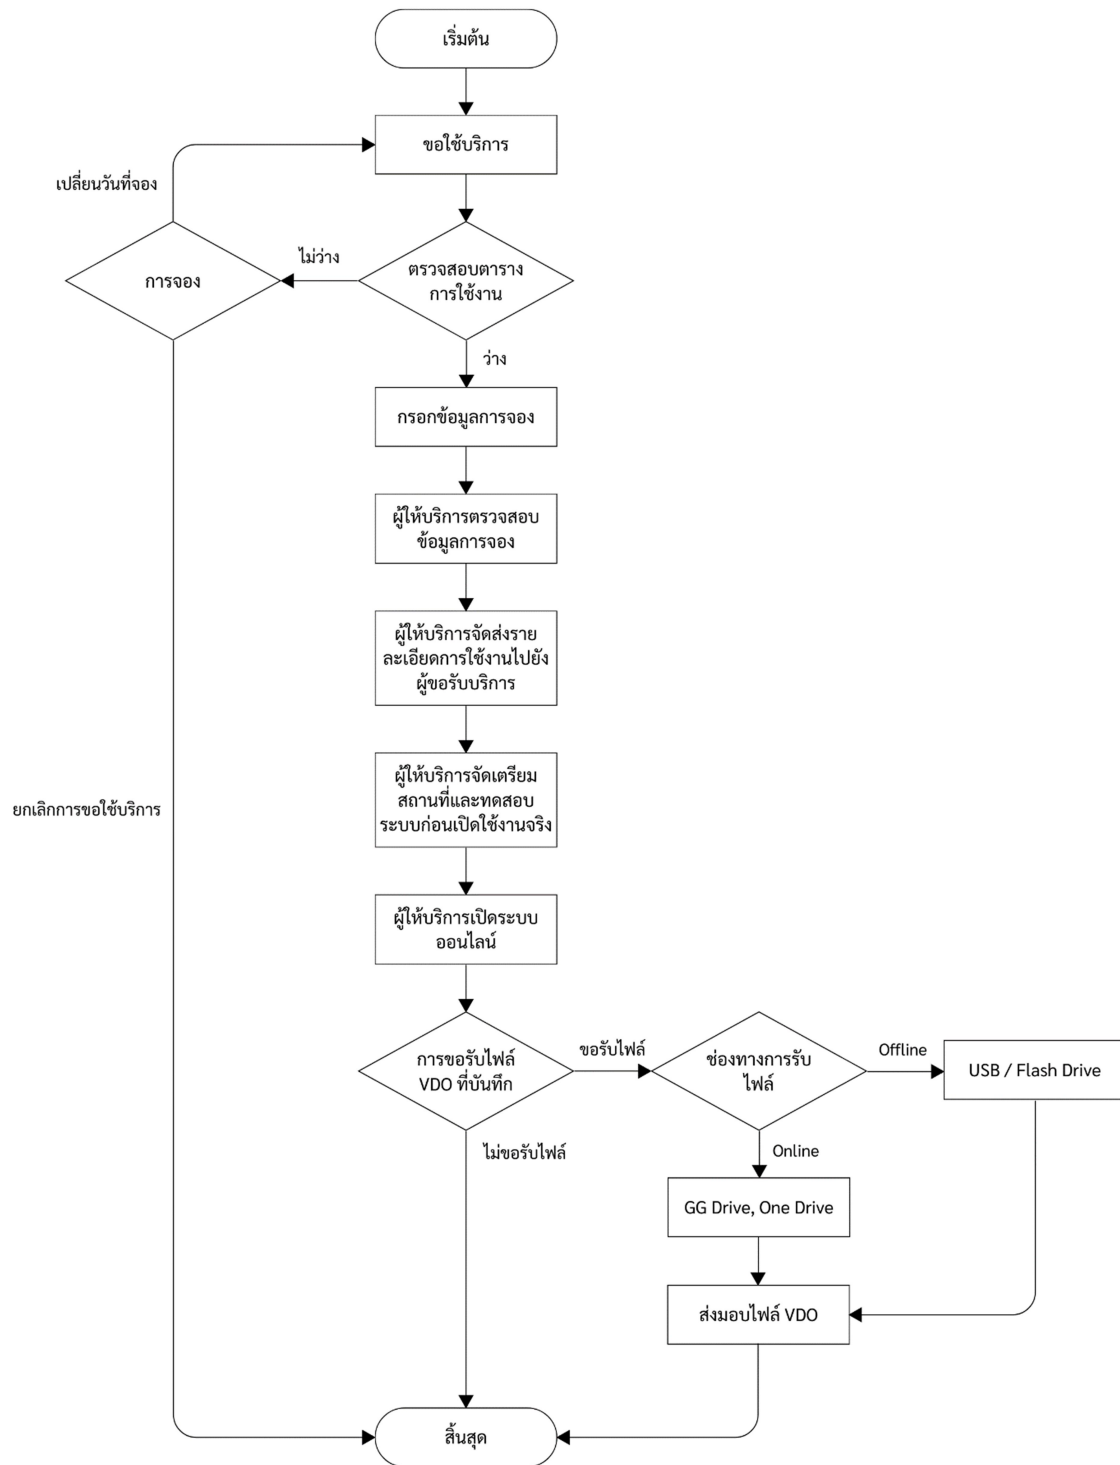 เริ่มต้น
ขอใช้บริการ
เปลี่ยนวันที่จอง
การจอง
ไม่ว่าง
ตรวจสอบตาราง
การใช้งาน
ว่าง
กรอกข้อมูลการจอง
ผู้ให้บริการตรวจสอบ
ข้อมูลการจอง
ผู้ให้บริการจัดส่งราย
ละเอียดการใช้งานไปยัง
ผู้ขอรับบริการ
ผู้ให้บริการจัดเตรียม
สถานที่และทดสอบ
ระบบก่อนเปิดใช้งานจริง
ยกเลิกการขอใช้บริการ
ผู้ให้บริการเปิดระบบ
ออนไลน์
การขอรับไฟล์
VDO ที่บันทึก
ขอรับไฟล์
ช่องทางการรับ
ไฟล์
Offline
USB / Flash Drive
ไม่ขอรับไฟล์
Online
GG Drive, One Drive
ส่งมอบไฟล์ VDO
สิ้นสุด